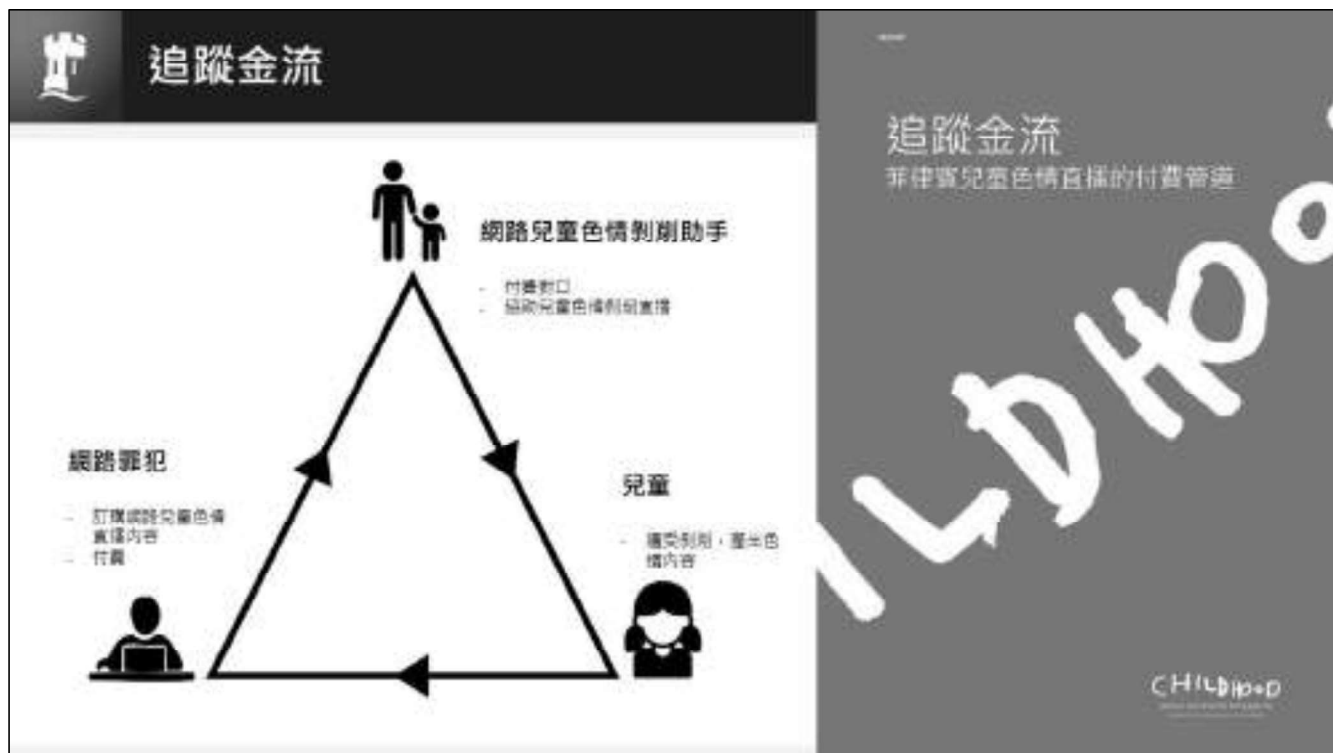 追蹤金流
網路兒童色情剝削助手
- 付費對口
- 協助兒童色情剝削直播
網路罪犯
- 訂購網路兒童色情
直播內容
- 付費
兒童
- 遭受剝削，產出色
情內容
追蹤金流
菲律賓兒童色情直播的付費管道
ILDHO
CHILDHOOD